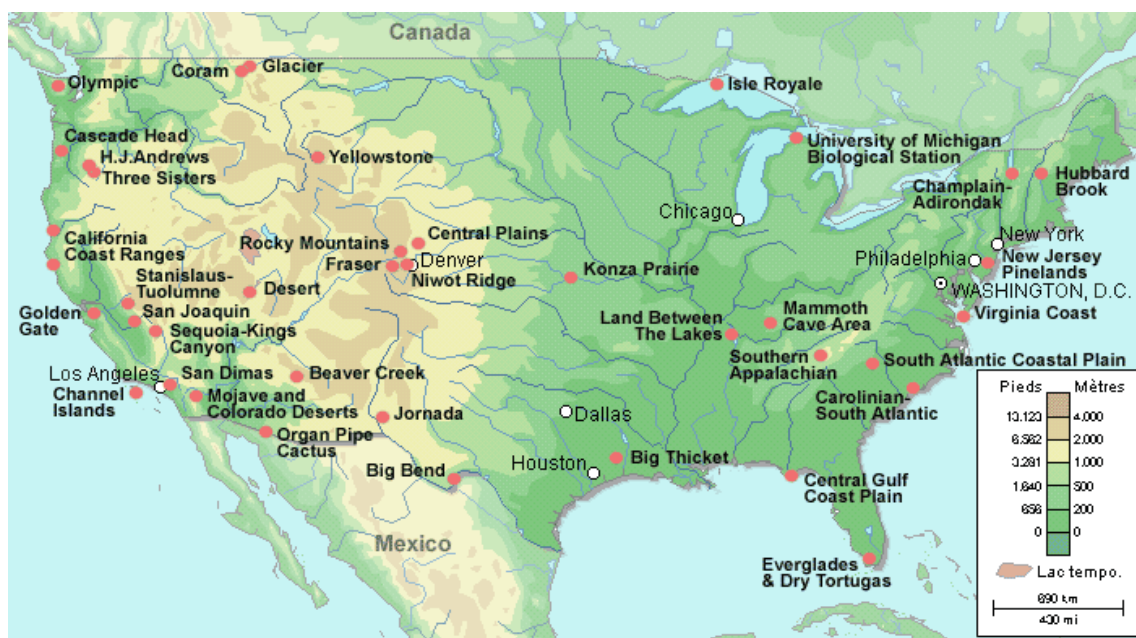 Canada
Glacier
Coram
Olympic
Isle Royale
Cascade Head
University of Michigan
Biological Station
H.J.Andrews
Yellowstone
Three Sisters
Champlain-
Adirondak
Hubbard
Brook
Chicago
California
Coast Ranges
Rocky Mountains
Central Plains
New York
Fraser
Denver
Niwot Ridge
Philadelphia
New Jersey
Pinelands
Stanislaus-
Tuolumne
Desert
Konza Prairie
WASHINGTON, D.C.
Golden
Gate
San Joaquin
Mammoth
Cave Area
Virginia Coast
Sequoia-Kings
Canyon
Land Between
The Lakes
Southern
Appalachian
South Atlantic Coastal Plain
Los Angeles
San Dimas
Beaver Creek
Channel
Islands
Mojave and
Colorado Deserts
Jornada
Dallas
Carolinian-
South Atlantic
Organ Pipe
Cactus
Big Bend
Houston
Big Thicket
Central Gulf
Coast Plain
Mexico
Everglades
& Dry Tortugas
Pieds Mètres
13.123 4.000
6.562 2.000
3.281 1.000
1.640 500
656 200
0 0
Lac tempo.
690 km
430 mi